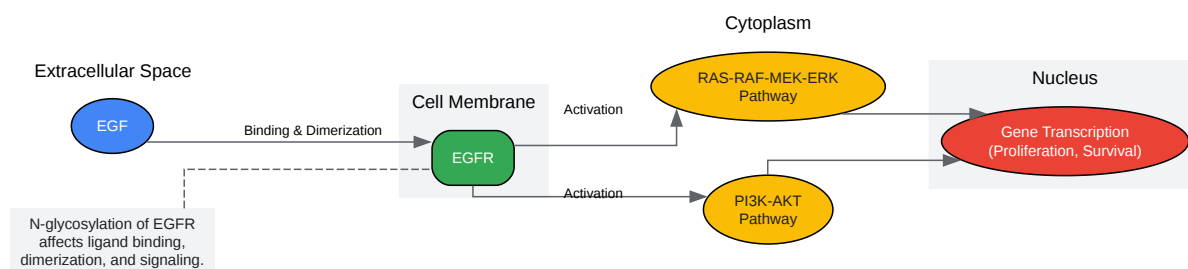 Cytoplasm
Extracellular Space
EGF
Binding & Dimerization
Cell Membrane
EGFR
Activation
Activation
RAS-RAF-MEK-ERK
Pathway
PI3K-AKT
Pathway
Nucleus
Gene Transcription
(Proliferation, Survival)
N-glycosylation of EGFR
affects ligand binding,
dimerization, and signaling.